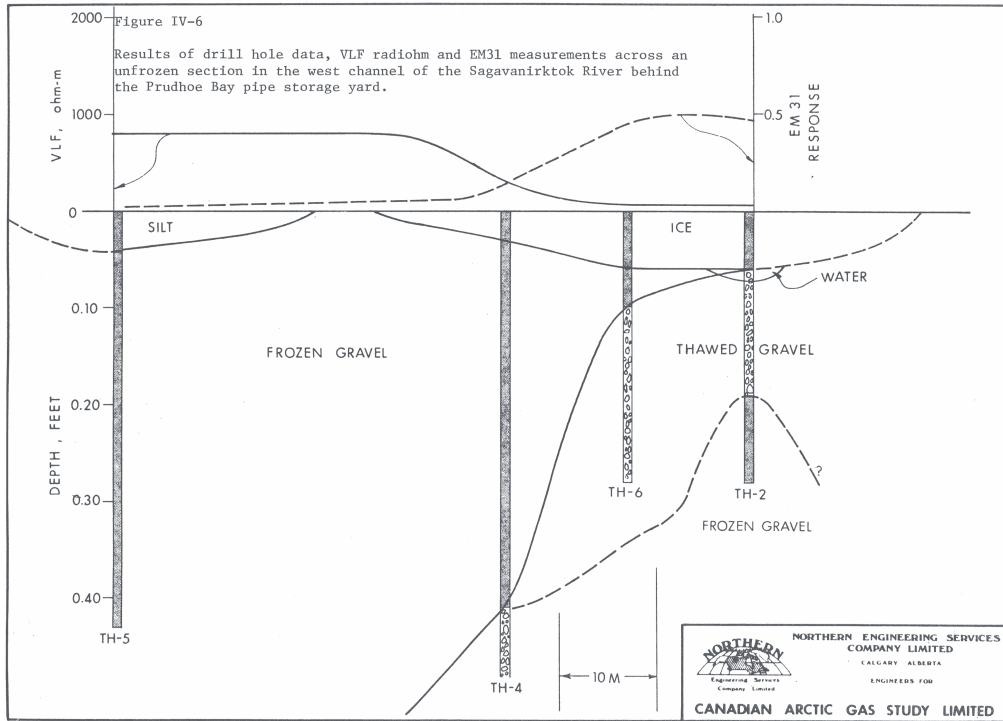 Figure IV-6
Results of drill hole data, VLF radiohm and EM31 measurements across an
unfrozen section in the west channel of the Sagavanirktok River behind
the Prudhoe Bay pipe storage yard.
2000
1000
0
VLF, ohm-m
1.0
0.5
EM 31
RESPONSE
SILT
ICE
WATER
0.10
0.20
0.30
0.40
DEPTH, FEET
FROZEN GRAVEL
THAWED GRAVEL
?
FROZEN GRAVEL
TH-5
TH-4
TH-6
TH-2
10 M
NORTHERN
Engineering Services
Company Limited
NORTHERN ENGINEERING SERVICES
COMPANY LIMITED
CALGARY ALBERTA
ENGINEERS FOR
CANADIAN ARCTIC GAS STUDY LIMITED